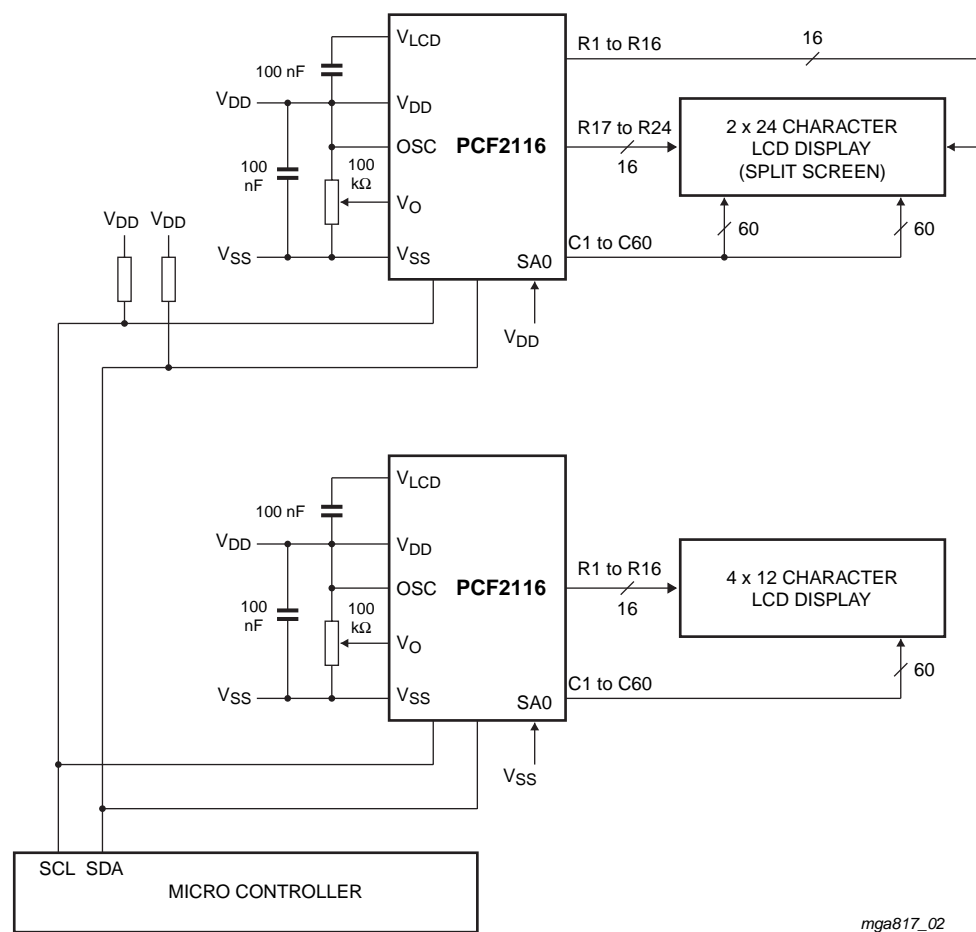 VLCD
R1 to R16
16
100 nF
VDD
VDD
R17 to R24
16
2 x 24 CHARACTER
LCD DISPLAY
(SPLIT SCREEN)
OSC
PCF2116
100
nF
100
kΩ
VO
VDD
VDD
60
60
VSS
VSS
C1 to C60
SA0
VDD
VLCD
100 nF
VDD
VDD
R1 to R16
16
4 x 12 CHARACTER
LCD DISPLAY
OSC
PCF2116
100
nF
100
kΩ
VO
60
VSS
VSS
C1 to C60
SA0
VSS
SCL SDA
MICRO CONTROLLER
mga817_02